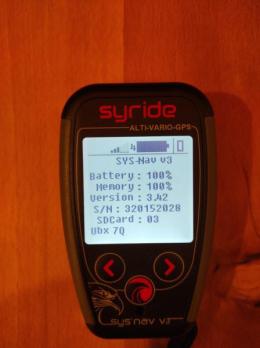 syride
ALTI-VARIO-GPS
SYS-Nav v3
Battery : 100%
Memory : 100%
Version : 3.42
S/N : 320152028
SDCard : 03
Ubx 7Q
sys'nav v3